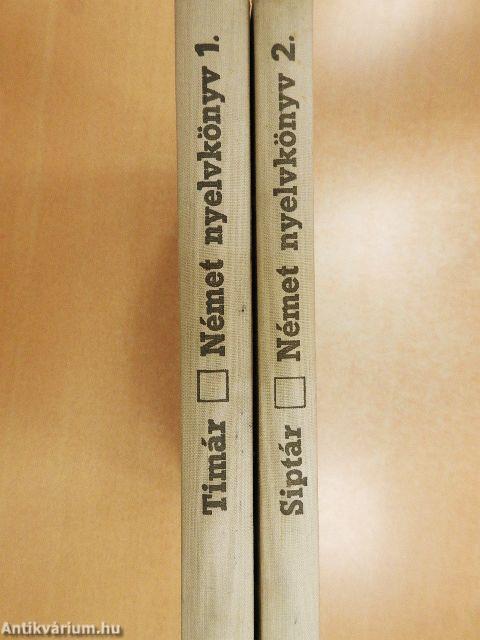 Timár □ Német nyelvkönyv 1.
Siptár □ Német nyelvkönyv 2.
Antikvárium.hu